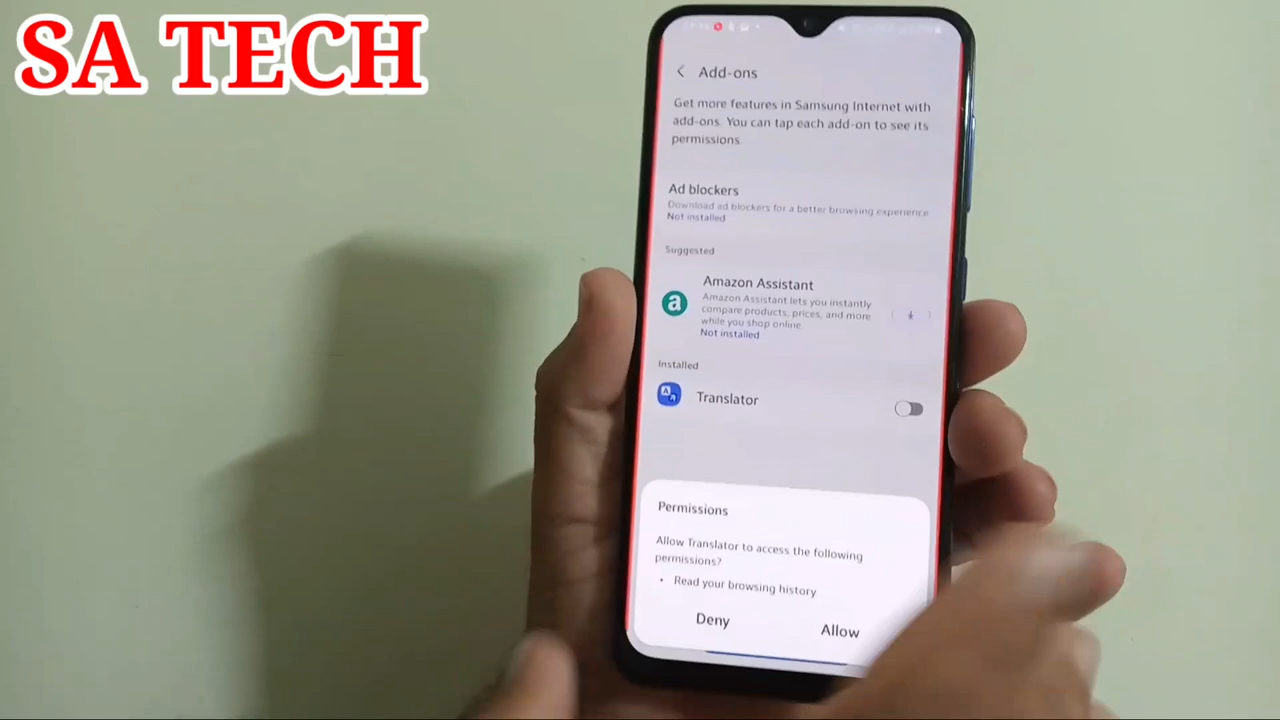 SA TECH
Add-ons
Get more features in Samsung Internet with
add-ons. You can tap each add-on to see its
permissions.
Ad blockers
Download ad blockers for a better browsing experience
Not installed
Suggested
a
Amazon Assistant
Amazon Assistant lets you instantly
compare products, prices, and more
while you shop online.
Not installed
Installed
Translator
Permissions
Allow Translator to access the following
permissions?
• Read your browsing history
Deny
Allow